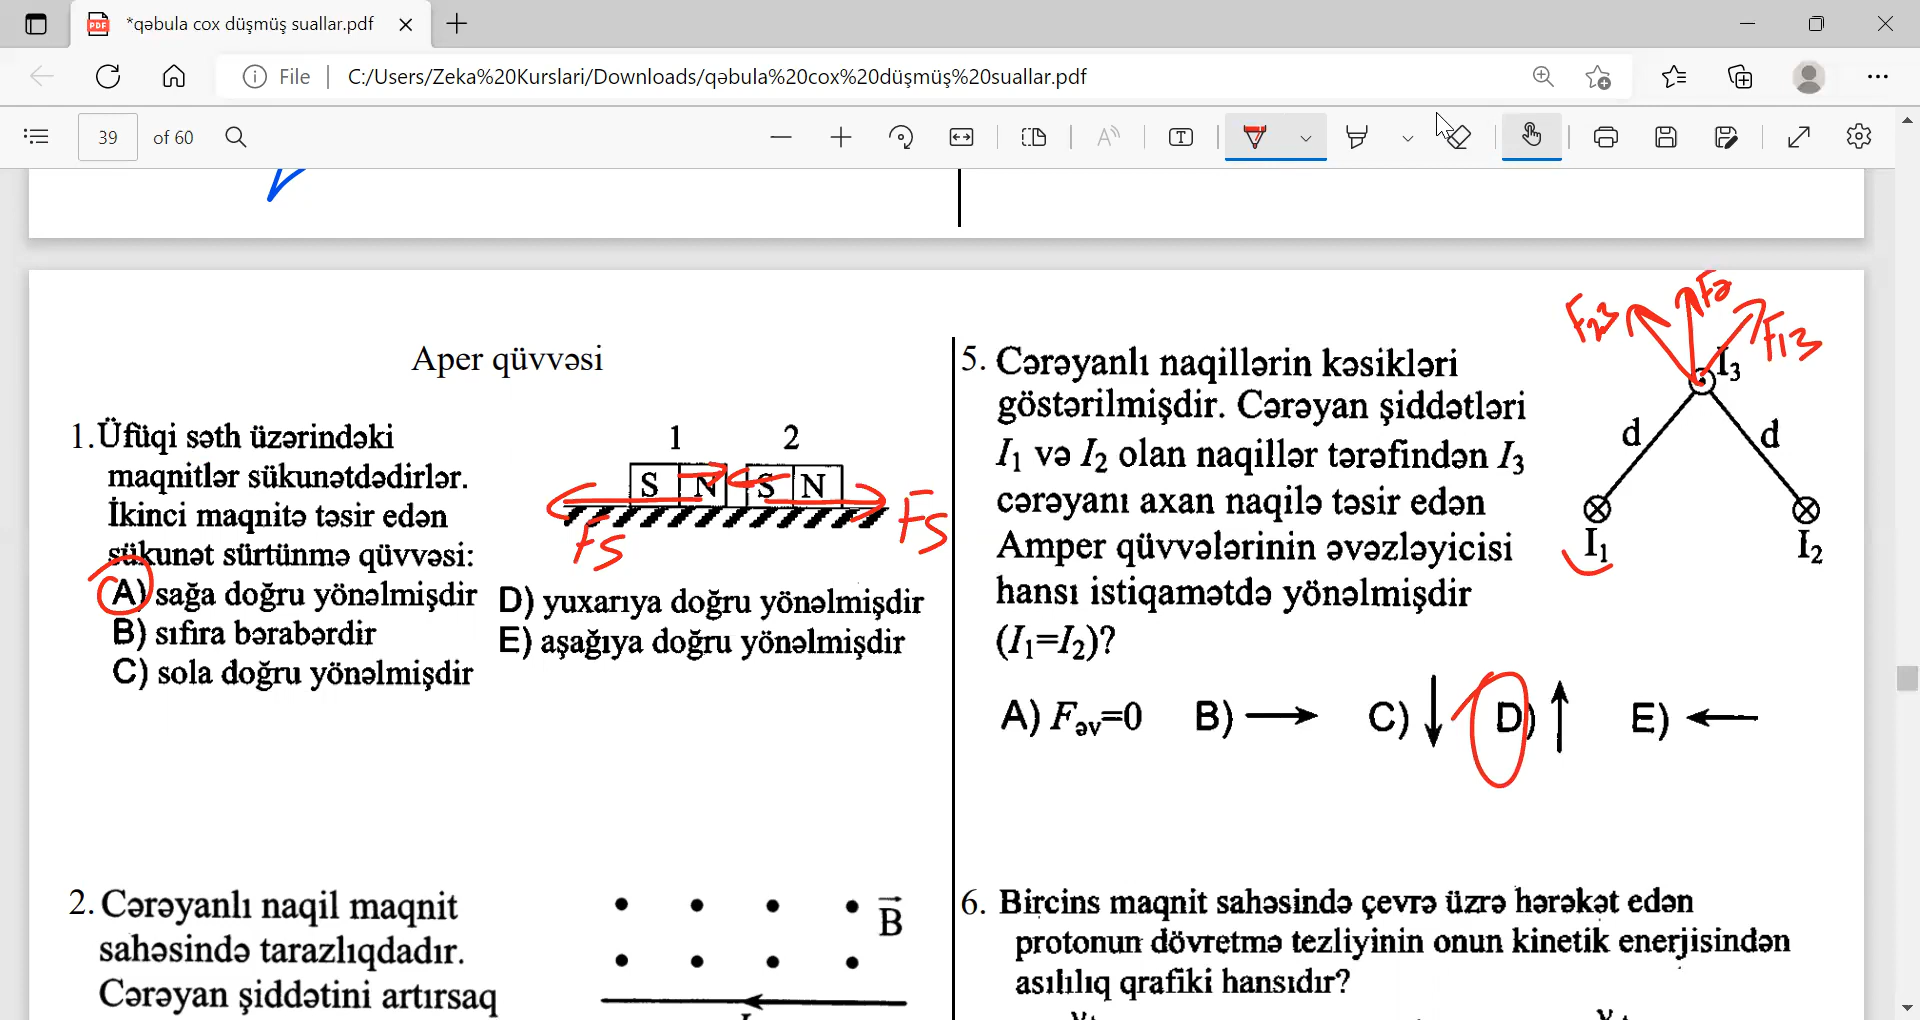 *qəbula cox düşmüş suallar.pdf
File | C:/Users/Zeka%20Kurslari/Downloads/qəbula%20cox%20düşmüş%20suallar.pdf
39 of 60
Aper qüvvəsi
1. Üfüqi səth üzərindəki
maqnitlər sükunətdədirlər.
İkinci maqnitə təsir edən
sükunət sürtünmə qüvvəsi:
A) sağa doğru yönəlmişdir
B) sıfıra bərabərdir
C) sola doğru yönəlmişdir
D) yuxarıya doğru yönəlmişdir
E) aşağıya doğru yönəlmişdir
1 2
S N S N
Fs Fs
2. Cərəyanlı naqil maqnit
sahəsində tarazlıqdadır.
Cərəyan şiddətini artırsaq
B
5. Cərəyanlı naqillərin kəsikləri
göstərilmişdir. Cərəyan şiddətləri
I₁ və I₂ olan naqillər tərəfindən I₃
cərəyanı axan naqilə təsir edən
Amper qüvvələrinin əvəzləyicisi
hansı istiqamətdə yönəlmişdir
(I₁=I₂)?
A) Fəv=0 B) → C) ↓ D) ↑ E) ←
F23 Fə F13
I₃
d d
I₁ I₂
6. Bircins maqnit sahəsində çevrə üzrə hərəkət edən
protonun dövretmə tezliyinin onun kinetik enerjisindən
asılılıq qrafiki hansıdır?